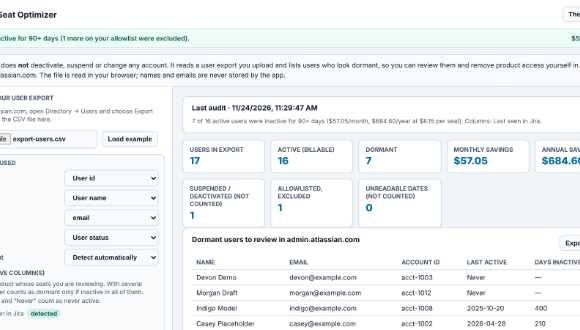 Seat Optimizer
The
active for 90+ days (1 more on your allowlist were excluded).
$5
does not deactivate, suspend or change any account. It reads a user export you upload and lists users who look dormant, so you can review them and remove product access yourself in
lassian.com. The file is read in your browser; names and emails are never stored by the app.
OUR USER EXPORT
.com, open Directory → Users and choose Export
the CSV file here.
ile export-users.csv
Load example
USED
User id
User name
email
User status
nt
Detect automatically
VE COLUMN(S)
oduct whose seats you are reviewing. With several
er counts as dormant only if inactive in all of them.
and "Never" count as never active.
n in Jira detected
Last audit · 11/24/2026, 11:29:47 AM
7 of 16 active users were inactive for 90+ days ($57.05/month, $684.60/year at $8.15 per seat). Columns: Last seen in Jira.
USERS IN EXPORT
17
ACTIVE (BILLABLE)
16
DORMANT
7
MONTHLY SAVINGS
$57.05
ANNUAL SAV
$684.60
SUSPENDED / DEACTIVATED (NOT COUNTED)
1
ALLOWLISTED, EXCLUDED
1
UNREADABLE DATES (NOT COUNTED)
0
Dormant users to review in admin.atlassian.com
Expo
NAME EMAIL ACCOUNT ID LAST ACTIVE DAYS INACTIVE
Devon Demo devon@example.com acct-1003 Never —
Morgan Draft morgan@example.com acct-1012 Never —
Indigo Model indigo@example.com acct-1008 2025-10-20 400
Casey Placeholder casey@example.com acct-1002 2026-04-28 210